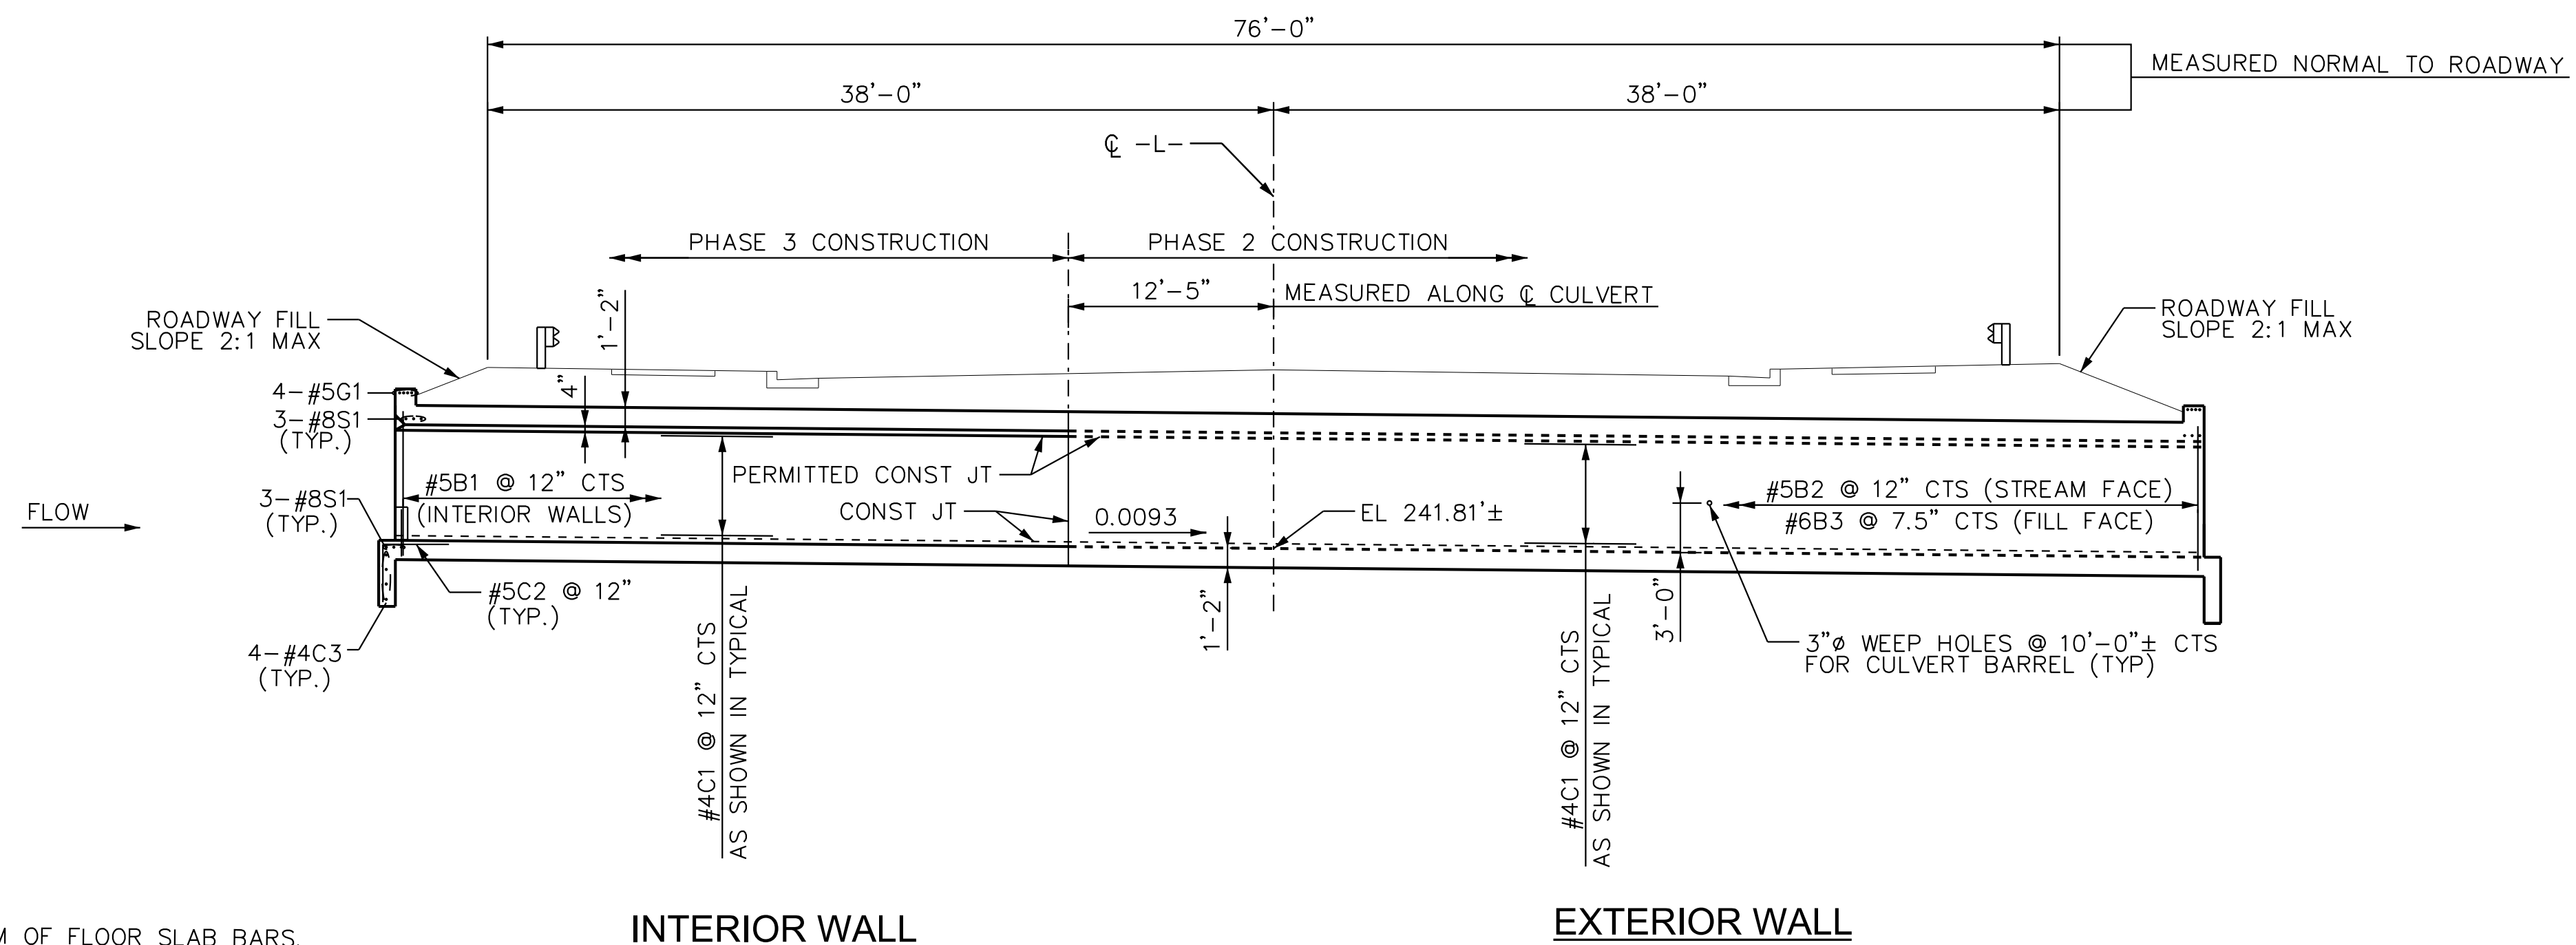 76'-0"
MEASURED NORMAL TO ROADWAY
38'-0"
38'-0"
℄ -L-
PHASE 3 CONSTRUCTION
PHASE 2 CONSTRUCTION
12'-5"
MEASURED ALONG ℄ CULVERT
ROADWAY FILL
SLOPE 2:1 MAX
1'-2"
4"
ROADWAY FILL
SLOPE 2:1 MAX
4-#5G1
3-#8S1
(TYP.)
PERMITTED CONST JT
#5B1 @ 12" CTS
(INTERIOR WALLS)
3-#8S1
(TYP.)
FLOW
CONST JT
0.0093
EL 241.81'±
#5B2 @ 12" CTS (STREAM FACE)
#6B3 @ 7.5" CTS (FILL FACE)
#5C2 @ 12"
(TYP.)
4-#4C3
(TYP.)
#4C1 @ 12" CTS
AS SHOWN IN TYPICAL
1'-2"
#4C1 @ 12" CTS
AS SHOWN IN TYPICAL
3'-0"
3"ø WEEP HOLES @ 10'-0"± CTS
FOR CULVERT BARREL (TYP)
INTERIOR WALL
EXTERIOR WALL
OF FLOOR SLAB BARS.